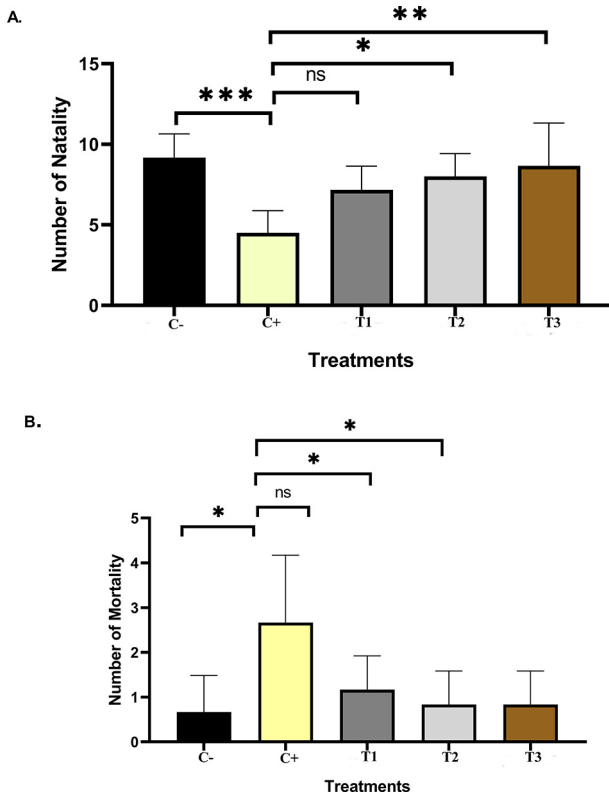 A.
**
*
ns
***
15
10
5
0
Number of Natality
C- C+ T1 T2 T3
Treatments
B.
*
*
ns
*
5
4
3
2
1
0
Number of Mortality
C- C+ T1 T2 T3
Treatments